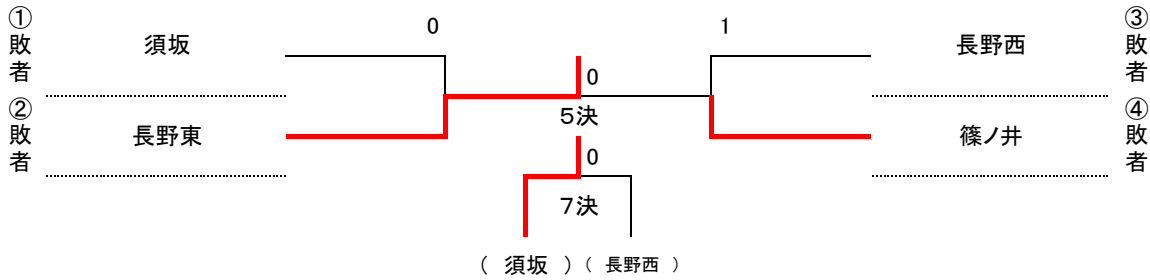 ①敗者 須坂 0 1 長野西 ③敗者
0
5決
②敗者 長野東 篠ノ井 ④敗者
0
7決
( 須坂 ) ( 長野西 )